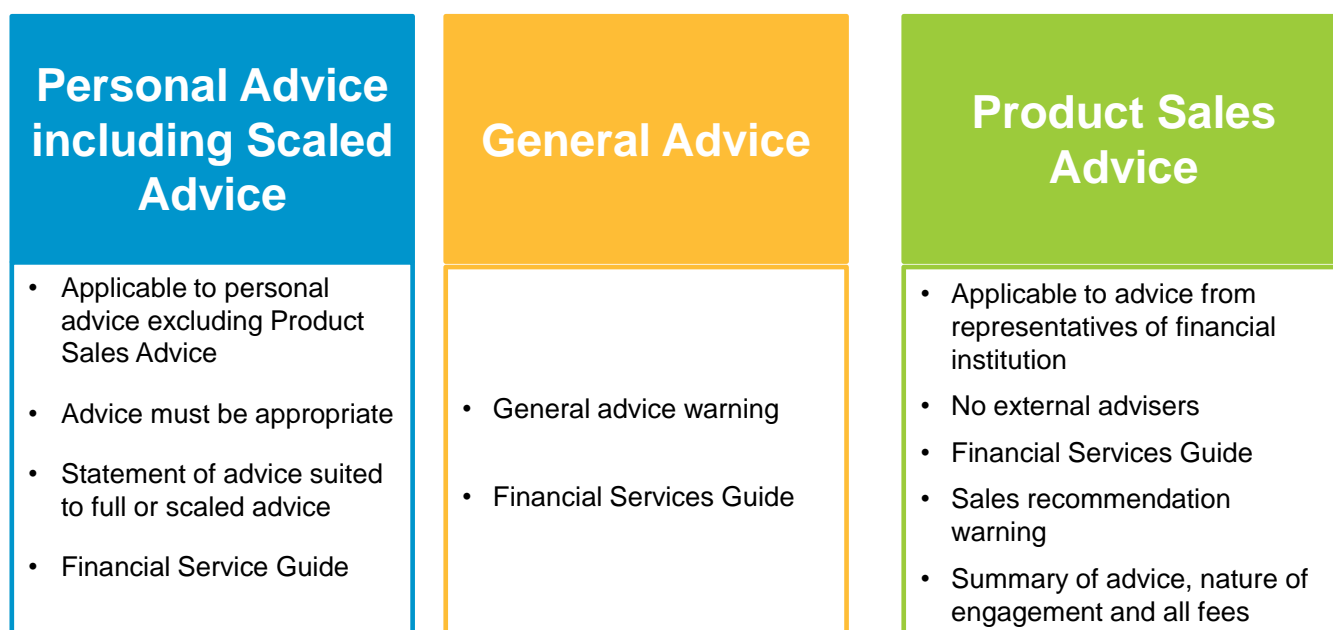 Personal Advice
including Scaled
Advice
• Applicable to personal
advice excluding Product
Sales Advice
• Advice must be appropriate
• Statement of advice suited
to full or scaled advice
• Financial Service Guide
General Advice
• General advice warning
• Financial Services Guide
Product Sales
Advice
• Applicable to advice from
representatives of financial
institution
• No external advisers
• Financial Services Guide
• Sales recommendation
warning
• Summary of advice, nature of
engagement and all fees